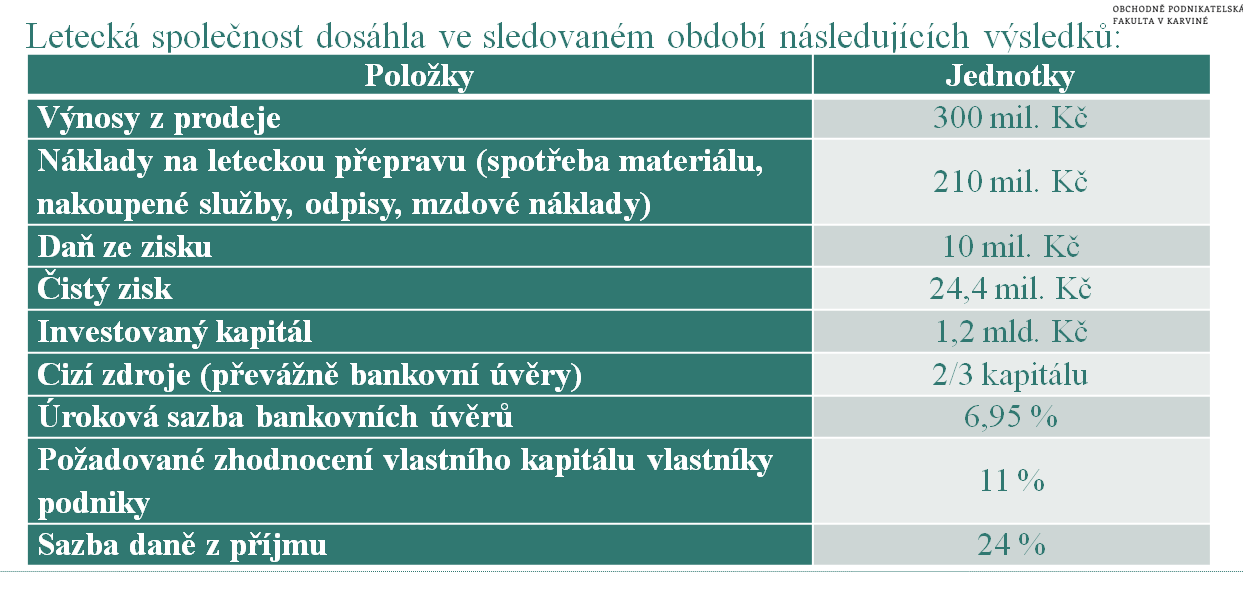 OBCHODNĚ PODNIKATELSKÁ
FAKULTA V KARVINÉ
Letecká společnost dosáhla ve sledovaném období následujících výsledků:
Položky Jednotky
Výnosy z prodeje 300 mil. Kč
Náklady na leteckou přepravu (spotřeba materiálu,
nakoupené služby, odpisy, mzdové náklady) 210 mil. Kč
Daň ze zisku 10 mil. Kč
Čistý zisk 24,4 mil. Kč
Investovaný kapitál 1,2 mld. Kč
Cizí zdroje (převážně bankovní úvěry) 2/3 kapitálu
Úroková sazba bankovních úvěrů 6,95 %
Požadované zhodnocení vlastního kapitálu vlastníky
podniky 11 %
Sazba daně z příjmu 24 %